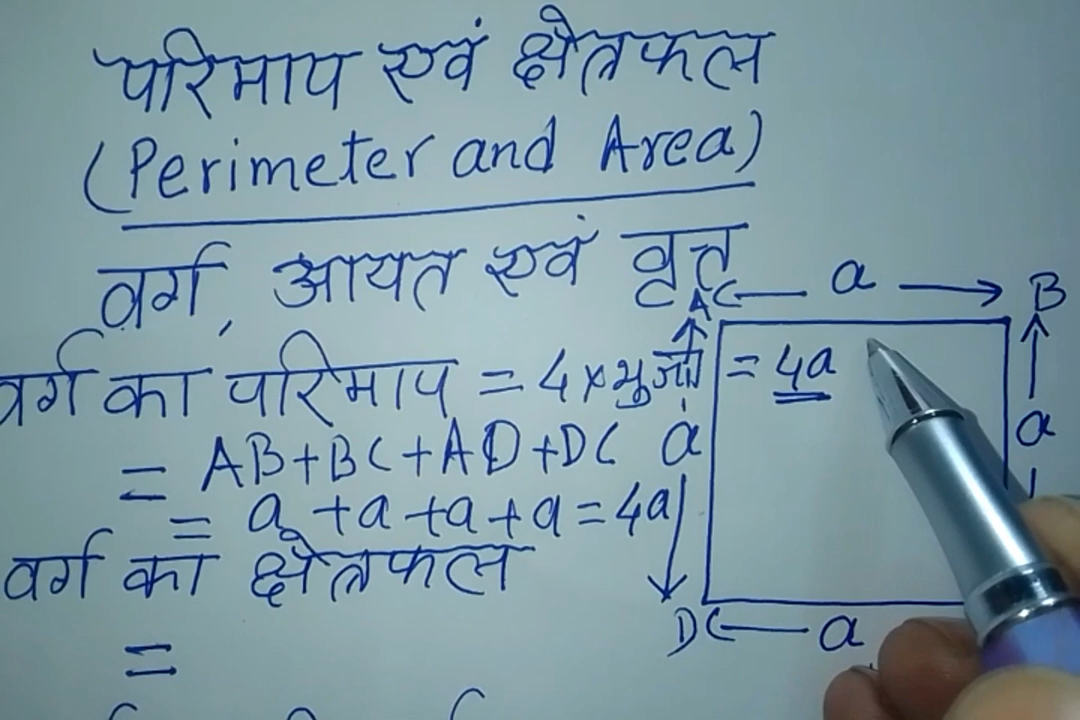 परिमाप एवं क्षेत्रफल
(Perimeter and Area)
वर्ग, आयत एवं वृत्त
A a B
वर्ग का परिमाप = 4 × भुजा = 4a
a
= AB + BC + AD + DC a
= a + a + a + a = 4a
वर्ग का क्षेत्रफल
D a
=